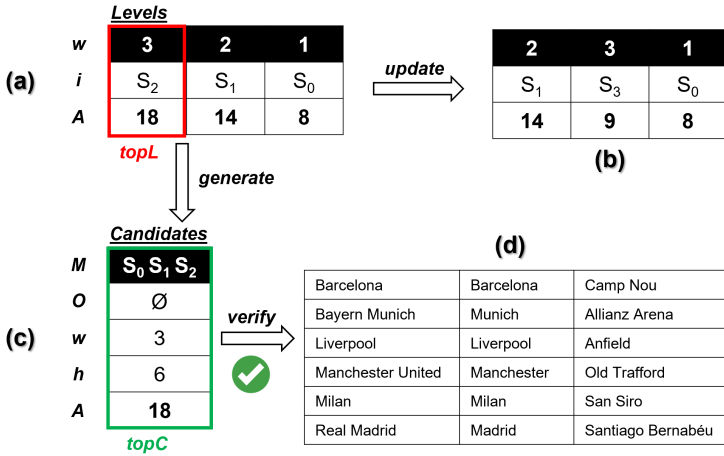 Levels
w 3 2 1
(a) i S₂ S₁ S₀
A 18 14 8
topL
update
2 3 1
S₁ S₃ S₀
14 9 8
(b)
generate
Candidates
M S₀ S₁ S₂
O Ø
(c) w 3
h 6
A 18
topC
verify
(d)
Barcelona Barcelona Camp Nou
Bayern Munich Munich Allianz Arena
Liverpool Liverpool Anfield
Manchester United Manchester Old Trafford
Milan Milan San Siro
Real Madrid Madrid Santiago Bernabéu